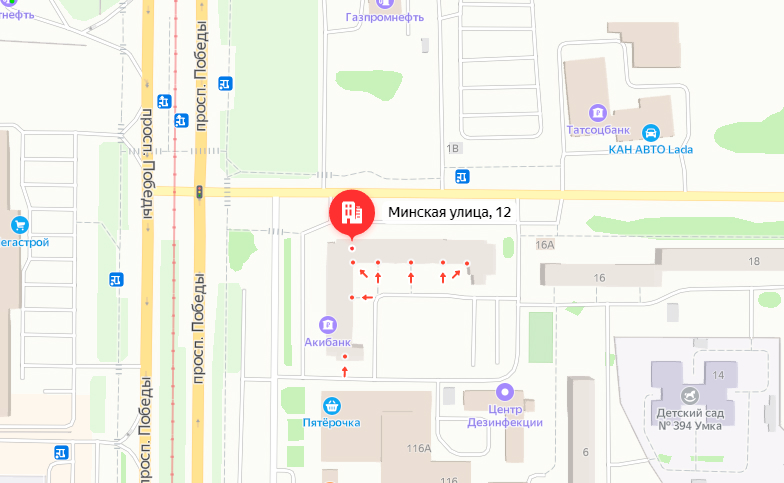 тнефть
Газпромнефть
просп. Победы
просп. Победы
1В
Татсоцбанк
КАН АВТО Lada
Минская улица, 12
егастрой
16А
16
18
просп. Победы
Акибанк
14
Детский сад
№ 394 Умка
Центр
Дезинфекции
Пятёрочка
просп. Победы
116А
6
116